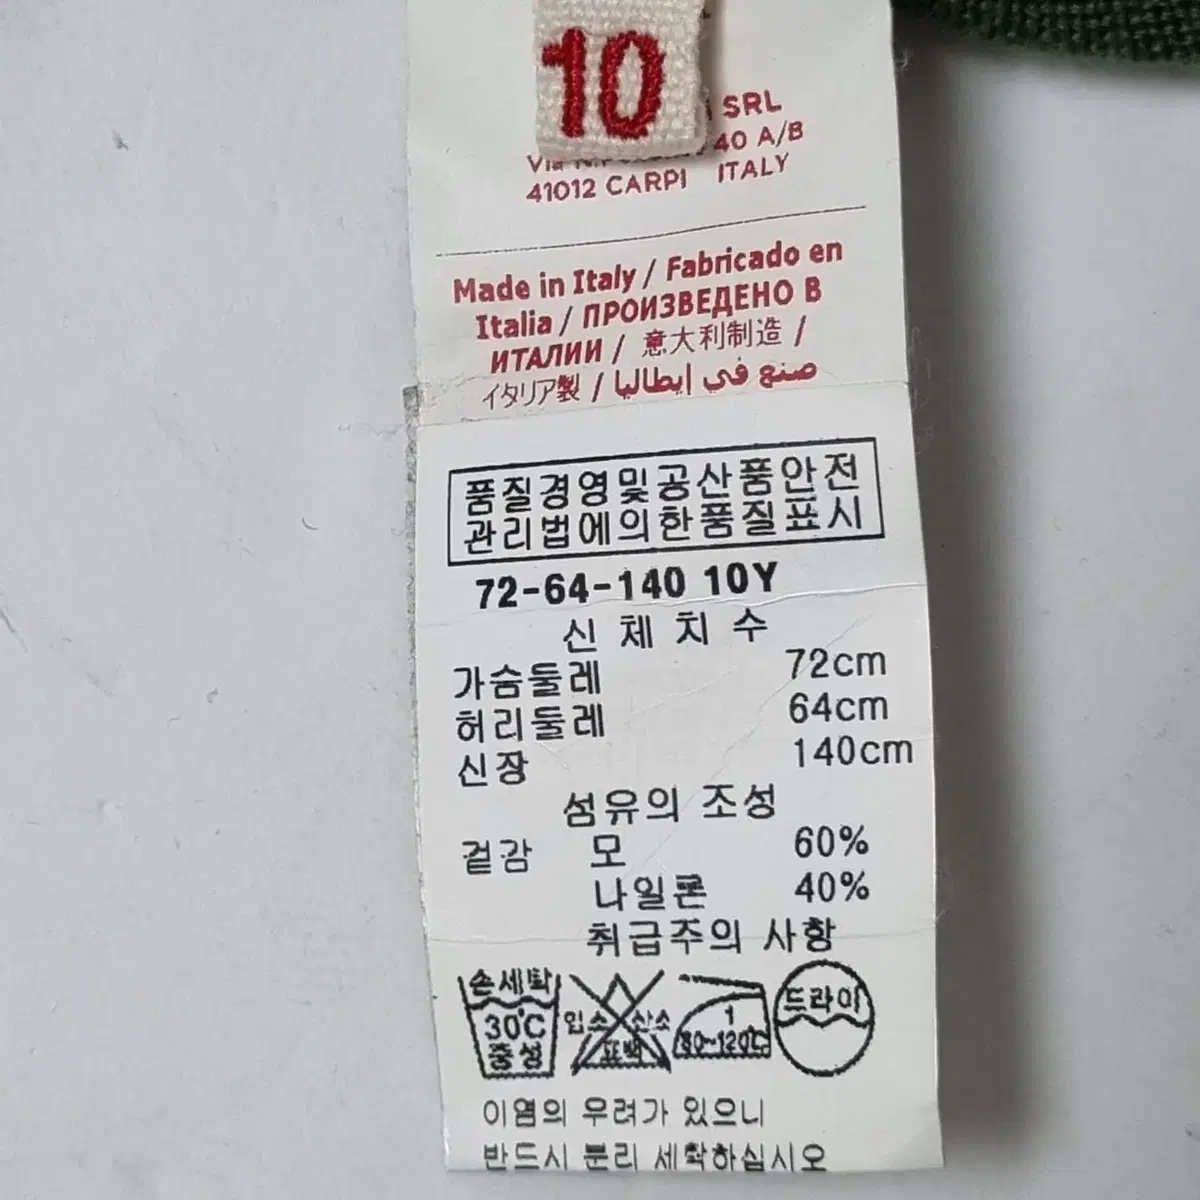 10
SRL
40 A/B
41012 CARPI ITALY
Made in Italy / Fabricado en
Italia / ПРОИЗВЕДЕНО В
ИТАЛИИ / 意大利制造 /
イタリア製 / صنع في إيطاليا
품질경영및공산품안전
관리법에의한품질표시
72-64-140 10Y
신체치수
가슴둘레 72cm
허리둘레 64cm
신장 140cm
섬유의 조성
겉감 모 60%
나일론 40%
취급주의 사항
손세탁 30℃ 중성
염소 산소 표백
1 80~120℃
드라이
이염의 우려가 있으니
반드시 분리 세탁하십시오